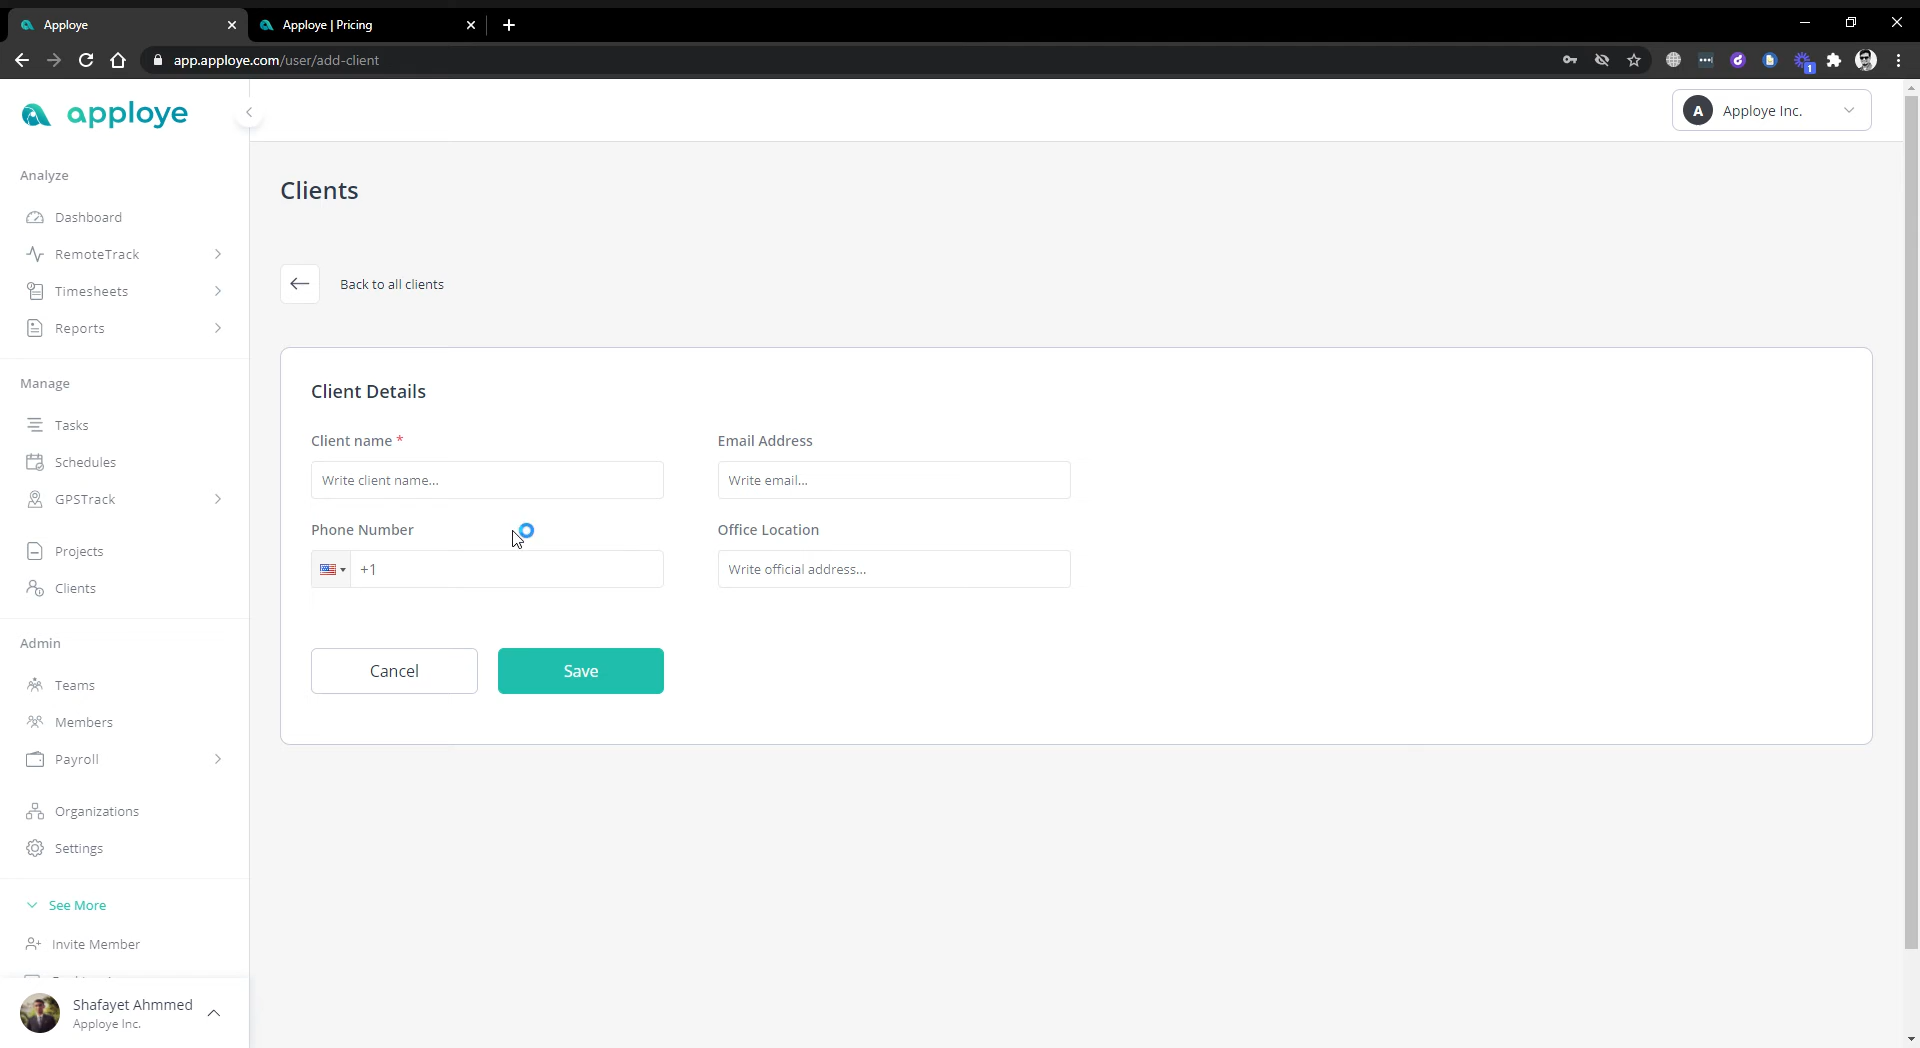 Apploye
Apploye | Pricing
app.apploye.com/user/add-client
1
apploye
A
Apploye Inc.
Analyze
Dashboard
RemoteTrack
Timesheets
Reports
Manage
Tasks
Schedules
GPSTrack
Projects
Clients
Admin
Teams
Members
Payroll
Organizations
Settings
See More
Invite Member
Shafayet Ahmmed
Apploye Inc.
Clients
Back to all clients
Client Details
Client name *
Email Address
Write client name...
Write email...
Phone Number
Office Location
+1
Write official address...
Cancel
Save